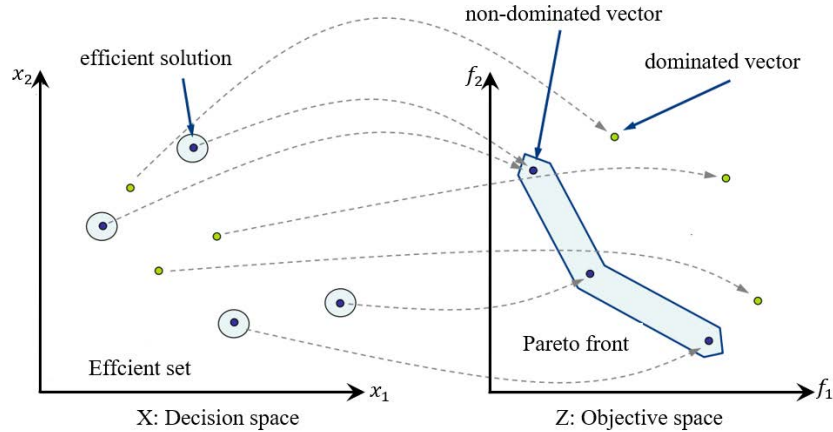 non-dominated vector
efficient solution
dominated vector
x₂
f₂
Effcient set
Pareto front
x₁
f₁
X: Decision space
Z: Objective space